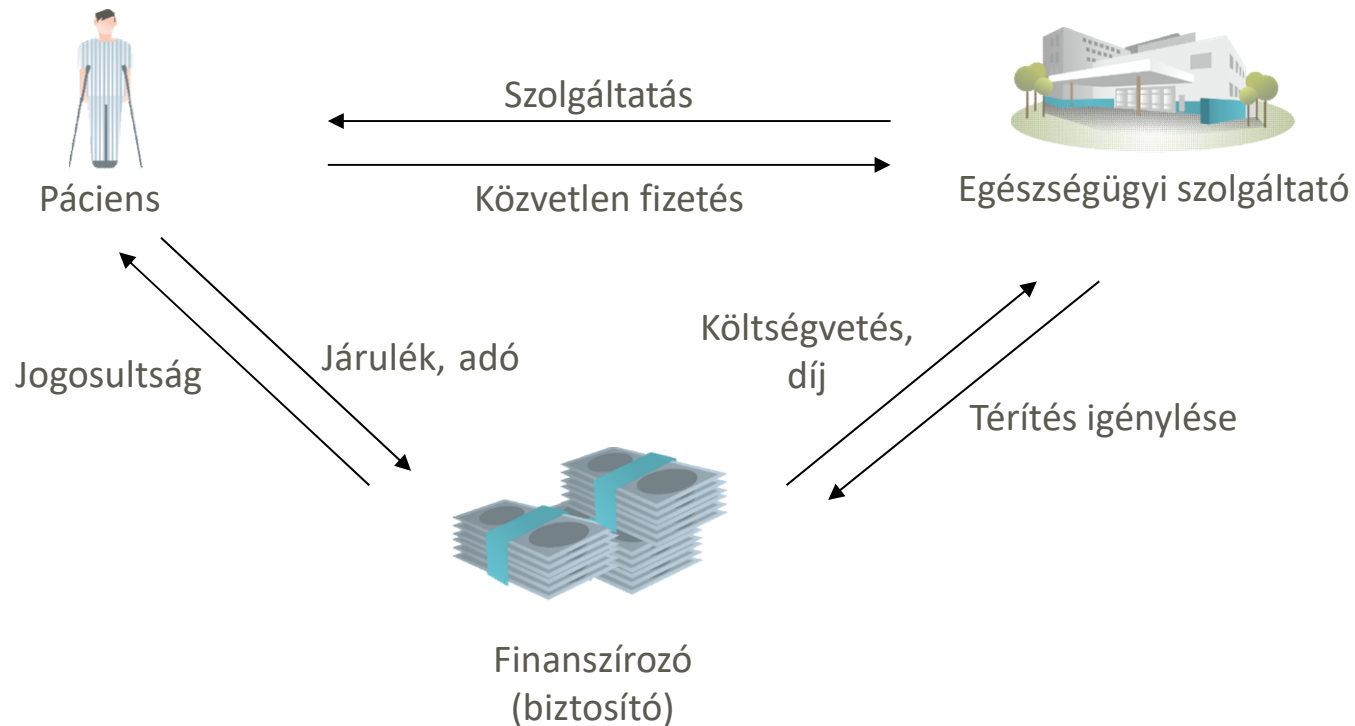 Szolgáltatás
Páciens
Közvetlen fizetés
Egészségügyi szolgáltató
Jogosultság
Járulék, adó
Költségvetés,
díj
Térítés igénylése
Finanszírozó
(biztosító)